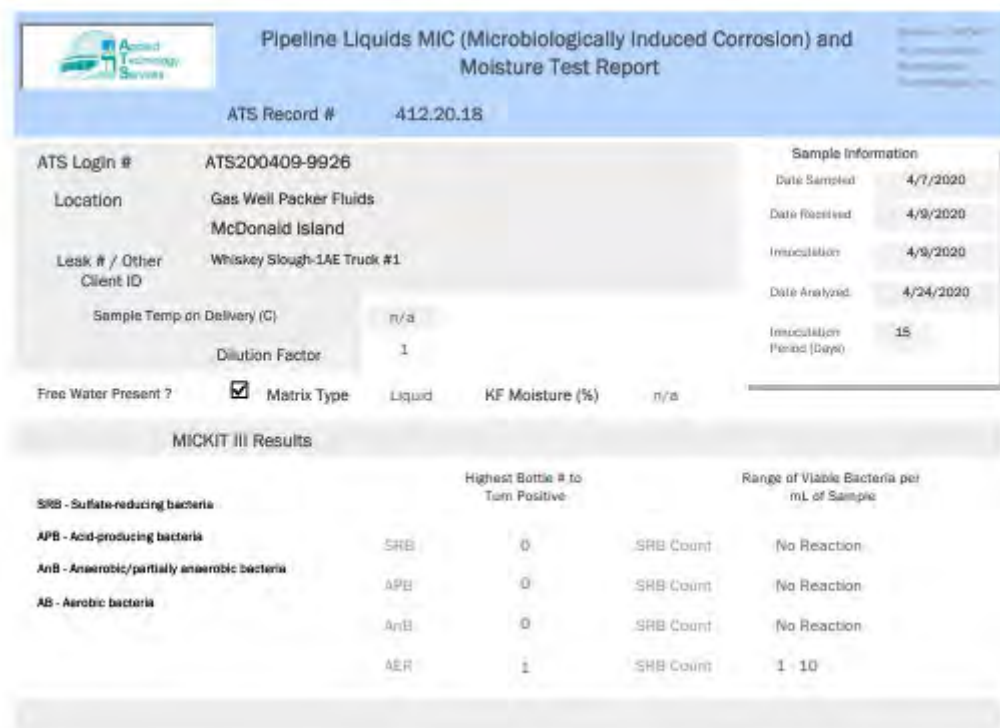 Applied
Technology
Services
Pipeline Liquids MIC (Microbiologically Induced Corrosion) and
Moisture Test Report
ATS Record # 412.20.18
ATS Login # ATS200409-9926
Location Gas Well Packer Fluids
McDonald Island
Leak # / Other
Client ID
Whiskey Slough-1AE Truck #1
Sample Temp on Delivery (C) n/a
Dilution Factor 1
Sample Information
Date Sampled 4/7/2020
Date Received 4/9/2020
Innoculation 4/9/2020
Date Analyzed 4/24/2020
Innoculation
Period (Days)
15
Free Water Present ? ☑ Matrix Type Liquid KF Moisture (%) n/a
MICKIT III Results
Highest Bottle # to
Turn Positive
Range of Viable Bacteria per
mL of Sample
SRB - Sulfate-reducing bacteria
APB - Acid-producing bacteria
AnB - Anaerobic/partially anaerobic bacteria
AB - Aerobic bacteria
SRB 0 SRB Count No Reaction
APB 0 SRB Count No Reaction
AnB 0 SRB Count No Reaction
AER 1 SRB Count 1 - 10